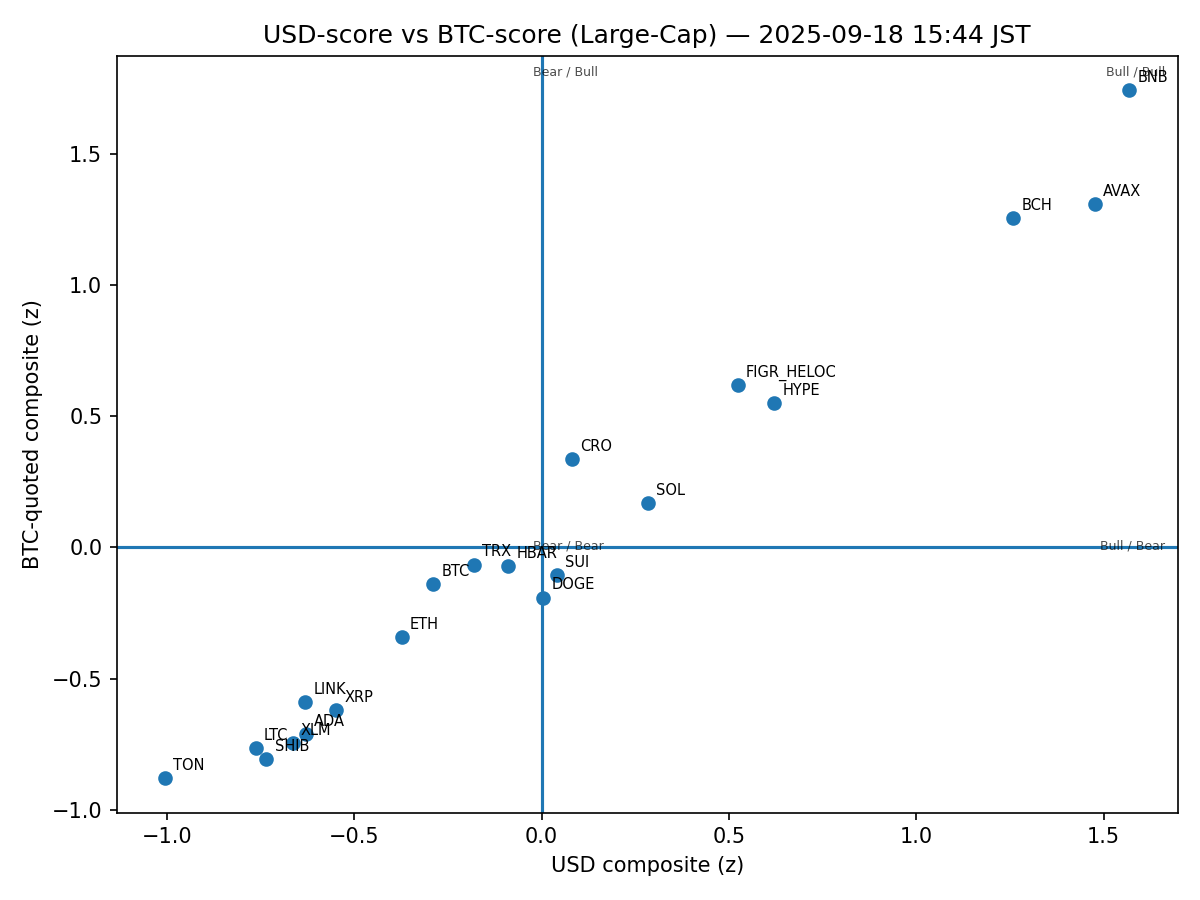 USD-score vs BTC-score (Large-Cap) — 2025-09-18 15:44 JST
Bear / Bull
Bull / Bull
BNB
1.5
AVAX
BCH
1.0
FIGR_HELOC
HYPE
0.5
CRO
SOL
0.0
Bear / Bear
Bull / Bear
TRX
HBAR
SUI
BTC
DOGE
ETH
−0.5
LINK
XRP
ADA
XLM
LTC
SHIB
TON
−1.0
−1.0
−0.5
0.0
0.5
1.0
1.5
USD composite (z)
BTC-quoted composite (z)